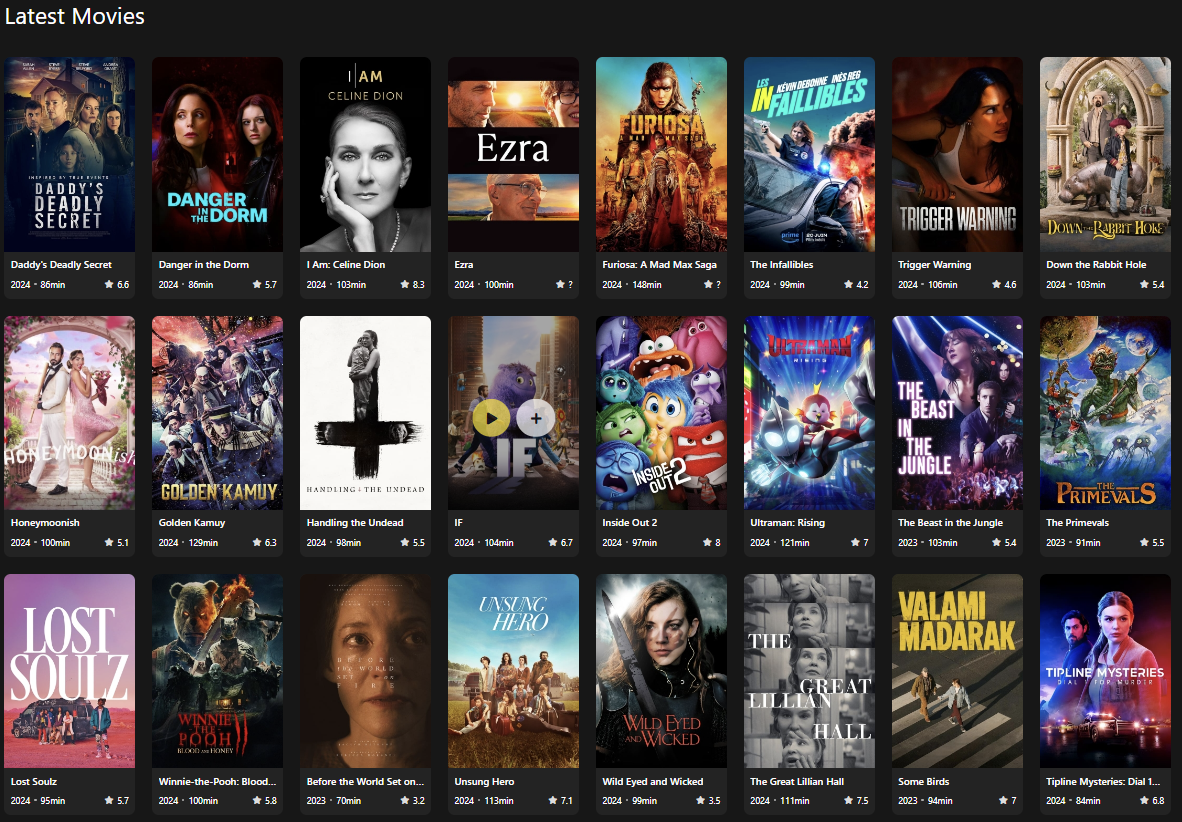 Latest Movies
INSPIRED BY TRUE EVENTS
DADDY'S
DEADLY
SECRET
Daddy's Deadly Secret
2024 • 86min 6.6
DANGER
IN THE DORM
Danger in the Dorm
2024 • 86min 5.7
I AM
CELINE DION
I Am: Celine Dion
2024 • 103min 8.3
Ezra
Ezra
2024 • 100min ?
FURIOSA
A MAD MAX SAGA
Furiosa: A Mad Max Saga
2024 • 148min ?
KÉVIN DEBONNE INÈS REG
LES
INFAILLIBLES
prime 20 JUIN
The Infallibles
2024 • 99min 4.2
TRIGGER WARNING
Trigger Warning
2024 • 106min 4.6
DOWN THE RABBIT HOLE
Down the Rabbit Hole
2024 • 103min 5.4
HONEYMOONish
Honeymoonish
2024 • 100min 5.1
GOLDEN KAMUY
Golden Kamuy
2024 • 129min 6.3
HANDLING THE UNDEAD
Handling the Undead
2024 • 98min 5.5
IF
IF
2024 • 104min 6.7
INSIDE
OUT 2
Inside Out 2
2024 • 97min 8
ULTRAMAN
RISING
Ultraman: Rising
2024 • 121min 7
THE
BEAST
IN
THE
JUNGLE
The Beast in the Jungle
2023 • 103min 5.4
THE
PRIMEVALS
The Primevals
2023 • 91min 5.5
LOST
SOULZ
Lost Soulz
2024 • 95min 5.7
WINNIE
THE
POOH II
BLOOD AND HONEY
Winnie-the-Pooh: Blood...
2024 • 100min 5.8
BEFORE
the WORLD
SET on
FIRE
Before the World Set on...
2023 • 70min 3.2
UNSUNG
HERO
Unsung Hero
2024 • 113min 7.1
WILD EYED
AND WICKED
Wild Eyed and Wicked
2024 • 99min 3.5
THE
GREAT
LILLIAN
HALL
The Great Lillian Hall
2024 • 111min 7.5
VALAMI
MADARAK
Some Birds
2023 • 94min 7
TIPLINE MYSTERIES
DIAL 1 FOR MURDER
Tipline Mysteries: Dial 1...
2024 • 84min 6.8